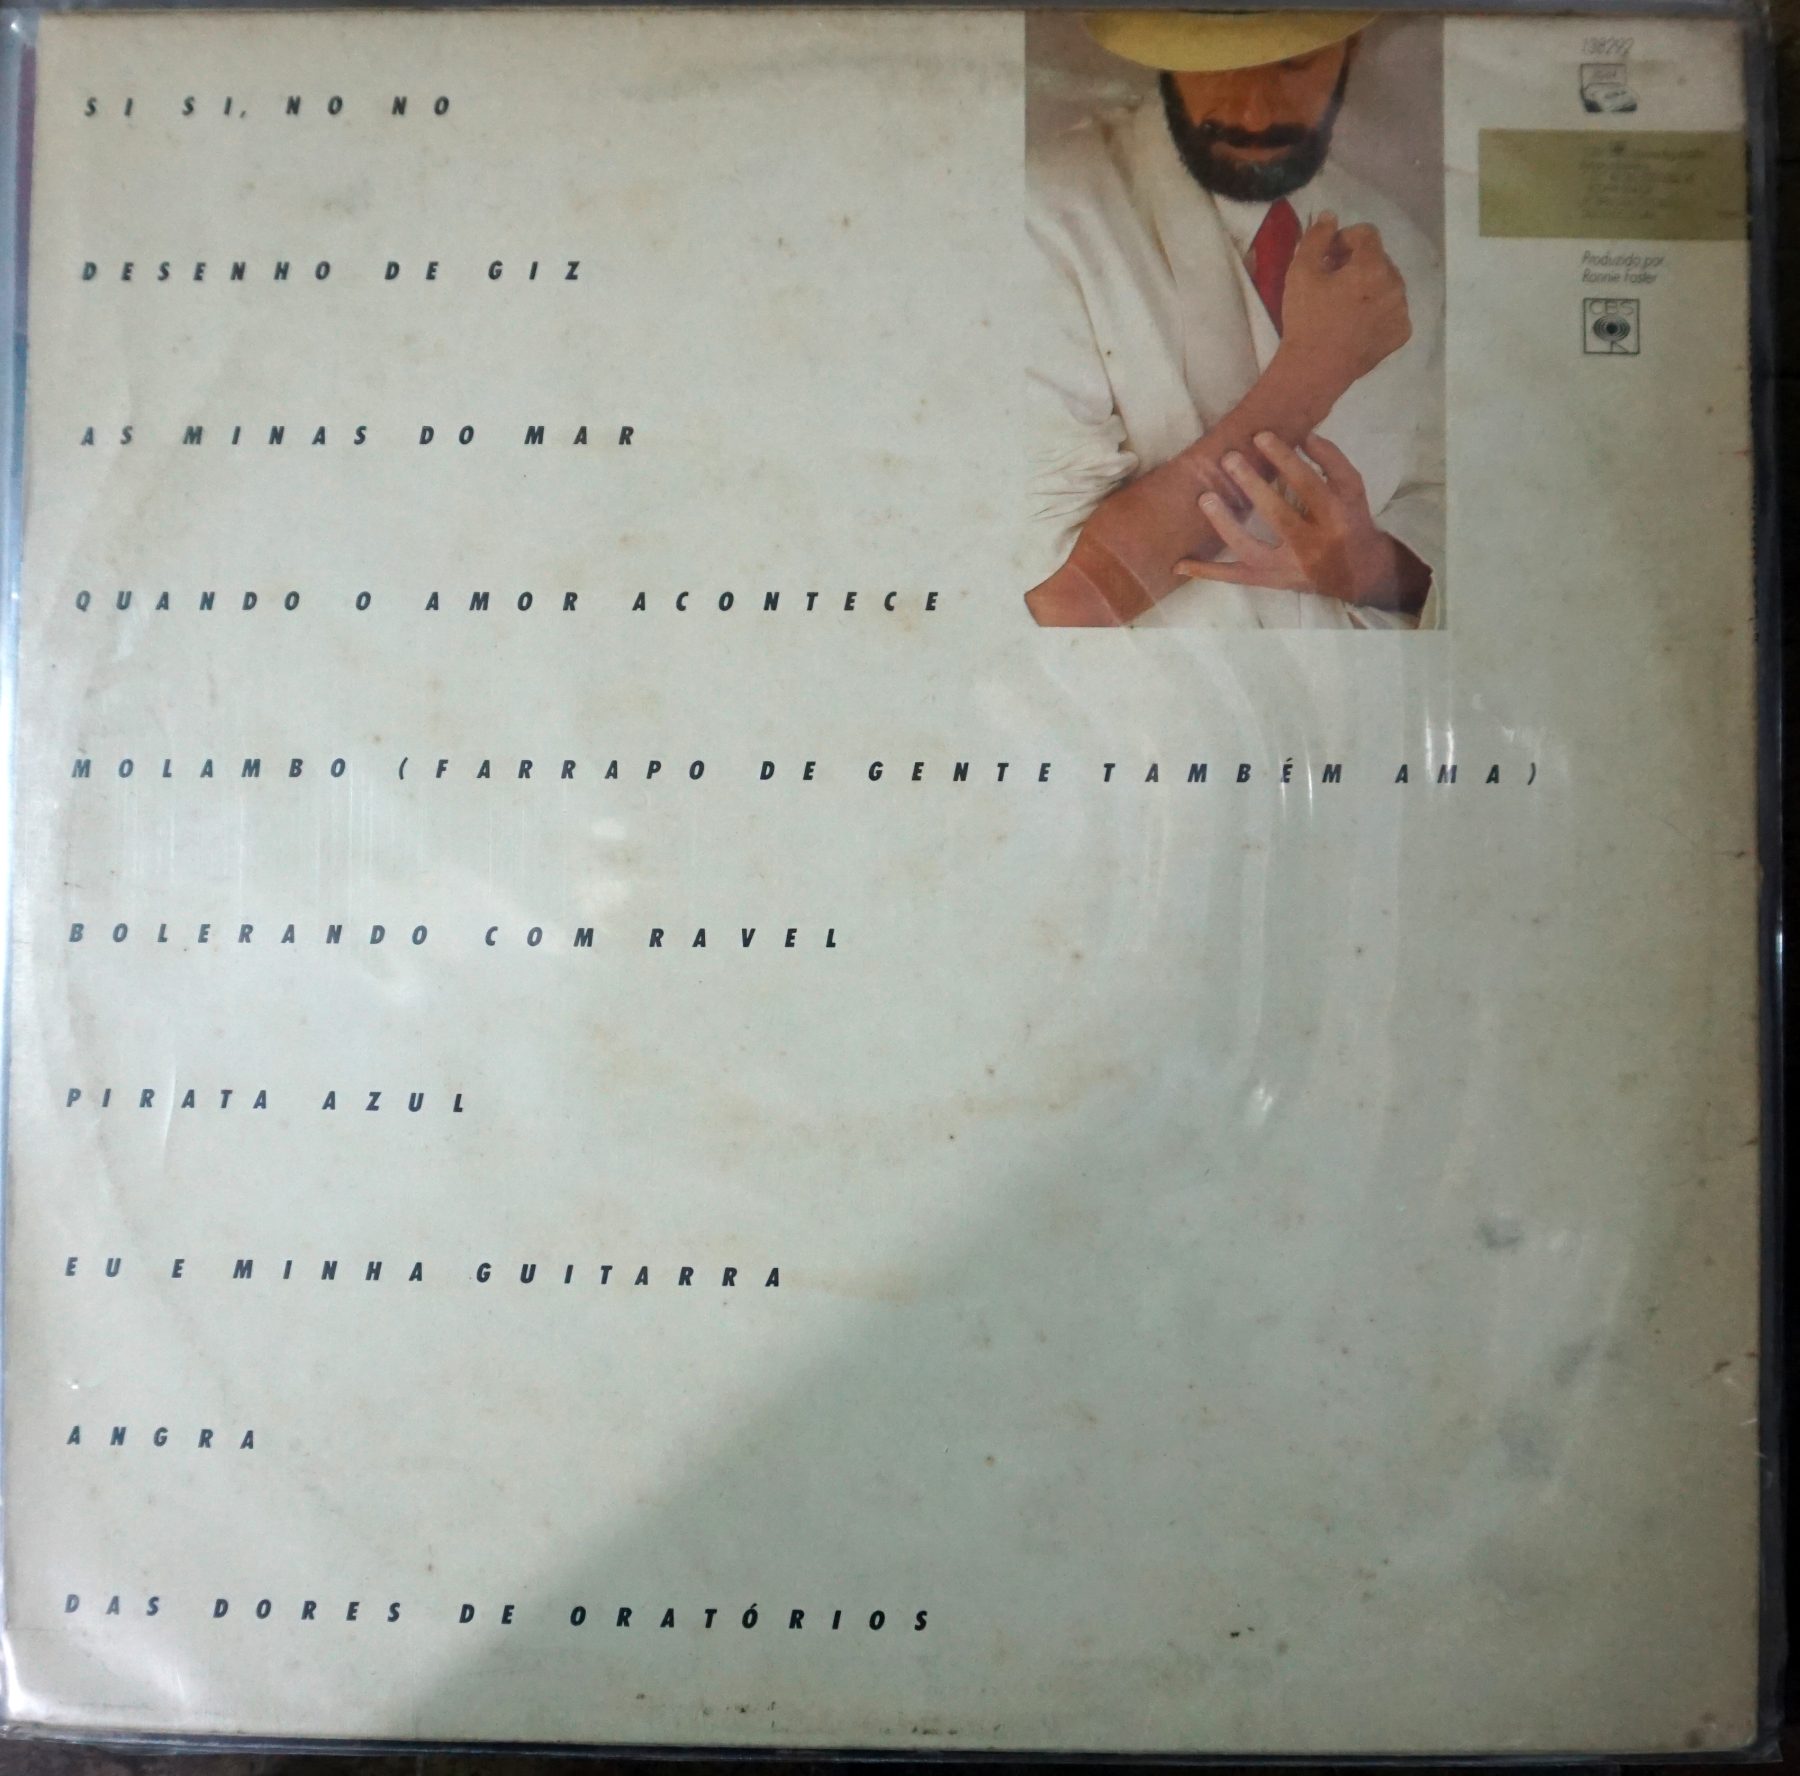 SI SI, NO NO
DESENHO DE GIZ
AS MINAS DO MAR
QUANDO O AMOR ACONTECE
MOLAMBO (FARRAPO DE GENTE TAMBÉM AMA)
BOLERANDO COM RAVEL
PIRATA AZUL
EU E MINHA GUITARRA
ANGRA
DAS DORES DE ORATÓRIOS
138292
Produzido por
Ronnie Foster
CBS